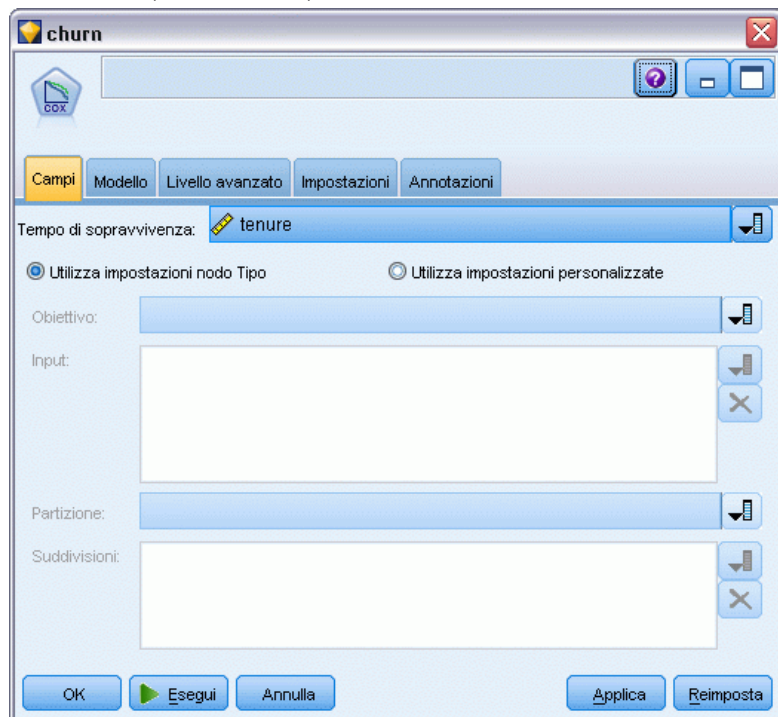 churn
COX
Campi Modello Livello avanzato Impostazioni Annotazioni
Tempo di sopravvivenza: tenure
Utilizza impostazioni nodo Tipo Utilizza impostazioni personalizzate
Obiettivo:
Input:
Partizione:
Suddivisioni:
OK Esegui Annulla Applica Reimposta